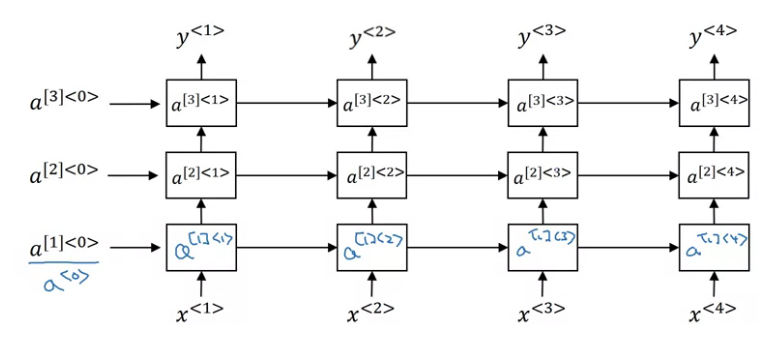 y<1> y<2> y<3> y<4>
a[3]<0> a[3]<1> a[3]<2> a[3]<3> a[3]<4>
a[2]<0> a[2]<1> a[2]<2> a[2]<3> a[2]<4>
a[1]<0> a[1]<1> a[1]<2> a[1]<3> a[1]<4>
a[0]
x<1> x<2> x<3> x<4>